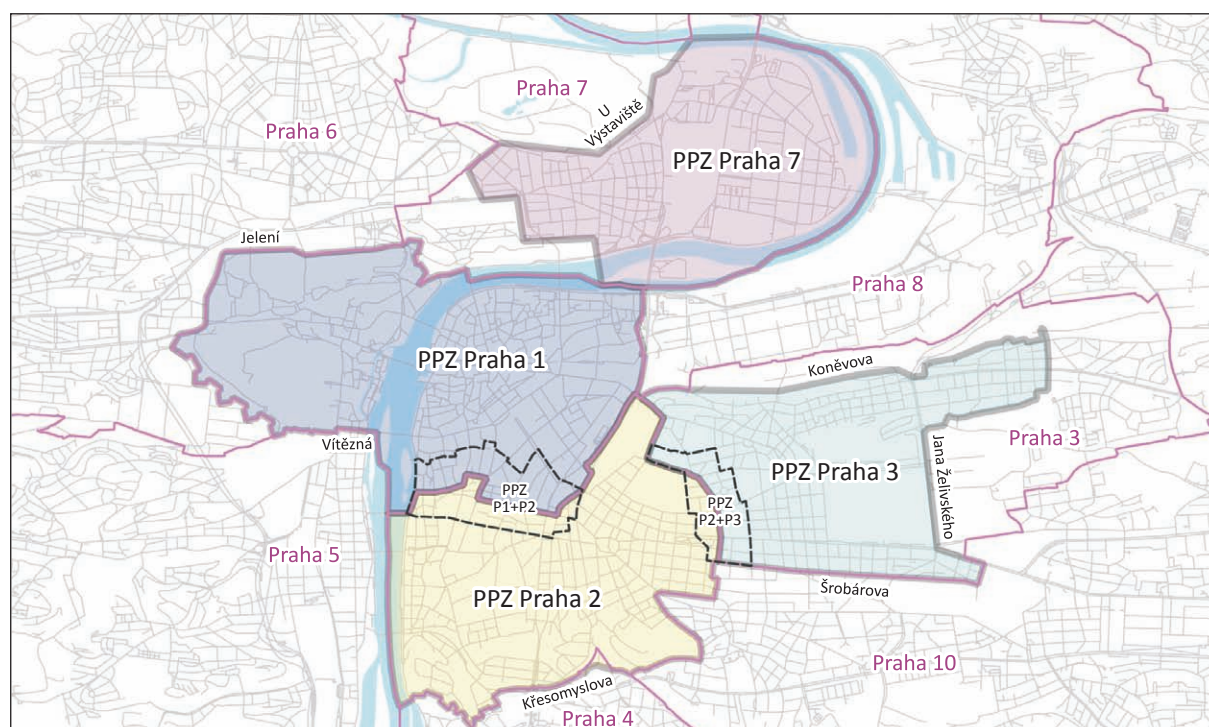 Praha 7
U
Výstaviště
Praha 6
PPZ Praha 7
Jelení
Praha 8
PPZ Praha 1
Koněvova
Vítězná
Praha 3
Jana Želivského
PPZ Praha 3
PPZ
P1+P2
PPZ
P2+P3
Praha 5
Šrobárova
PPZ Praha 2
Praha 10
Křesomyslova
Praha 4